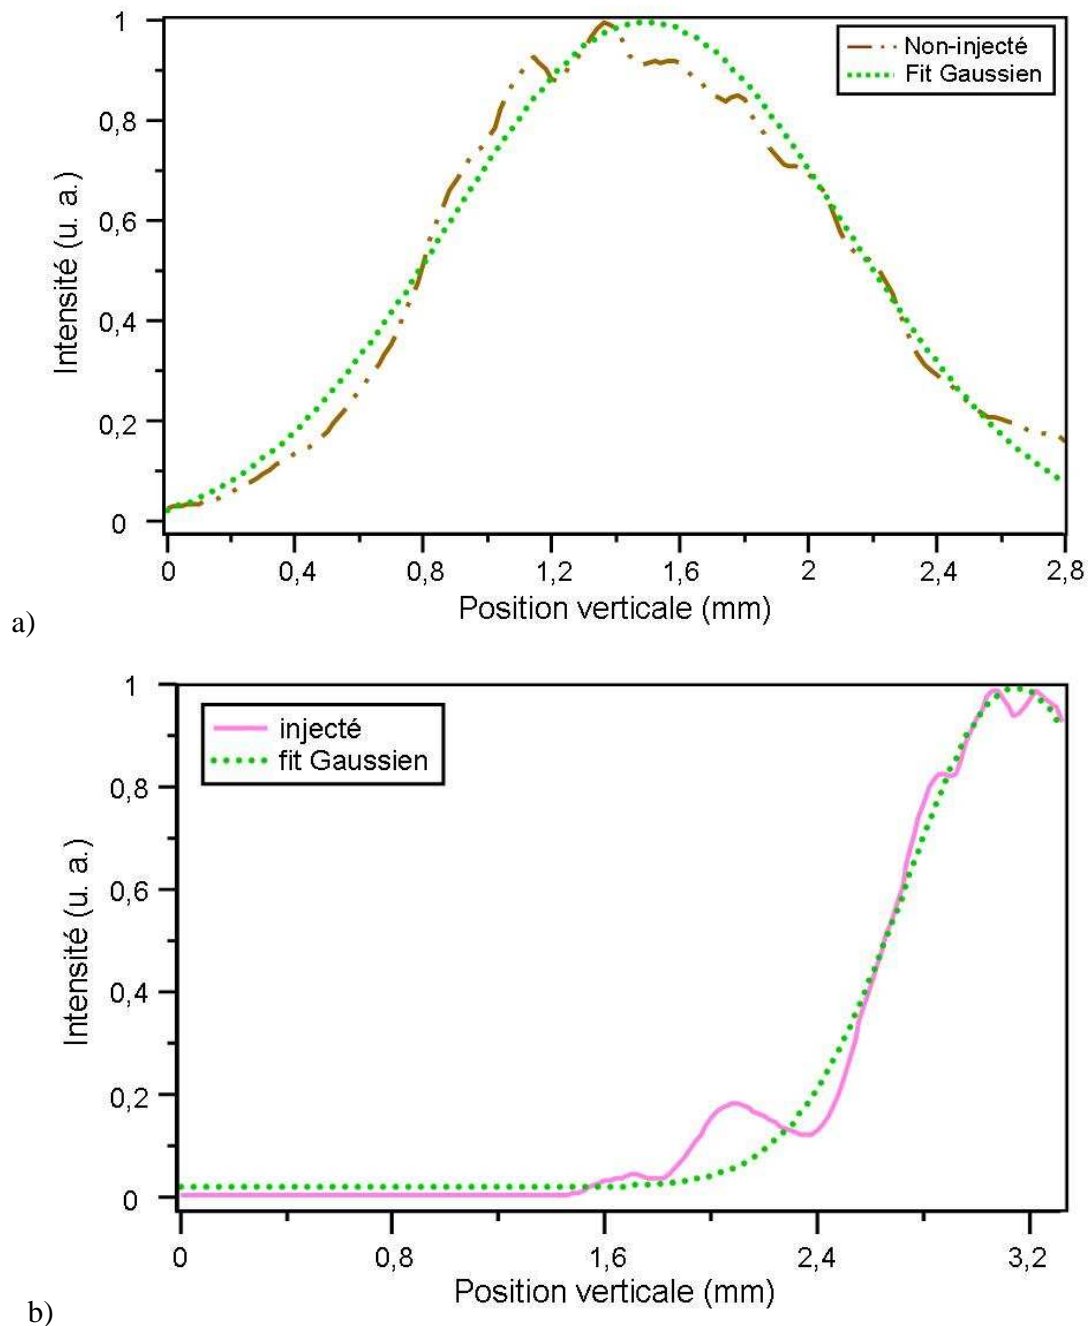 1
0,8
0,6
0,4
0,2
0
Intensité (u. a.)
Non-injecté
Fit Gaussien
0 0,4 0,8 1,2 1,6 2 2,4 2,8
Position verticale (mm)
a)
1
0,8
0,6
0,4
0,2
0
Intensité (u. a.)
injecté
fit Gaussien
0 0,8 1,6 2,4 3,2
Position verticale (mm)
b)